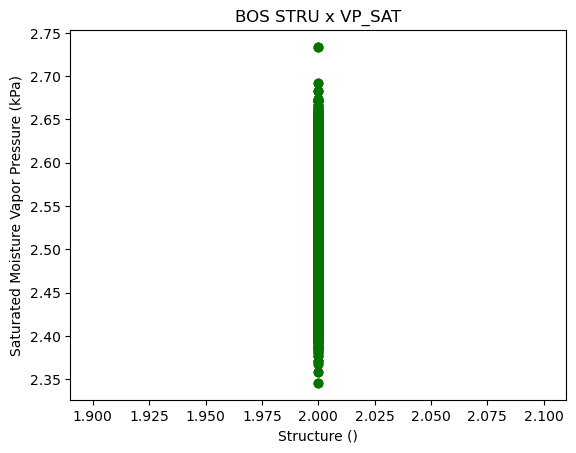 BOS STRU x VP_SAT
Saturated Moisture Vapor Pressure (kPa)
2.75
2.70
2.65
2.60
2.55
2.50
2.45
2.40
2.35
1.900 1.925 1.950 1.975 2.000 2.025 2.050 2.075 2.100
Structure ()